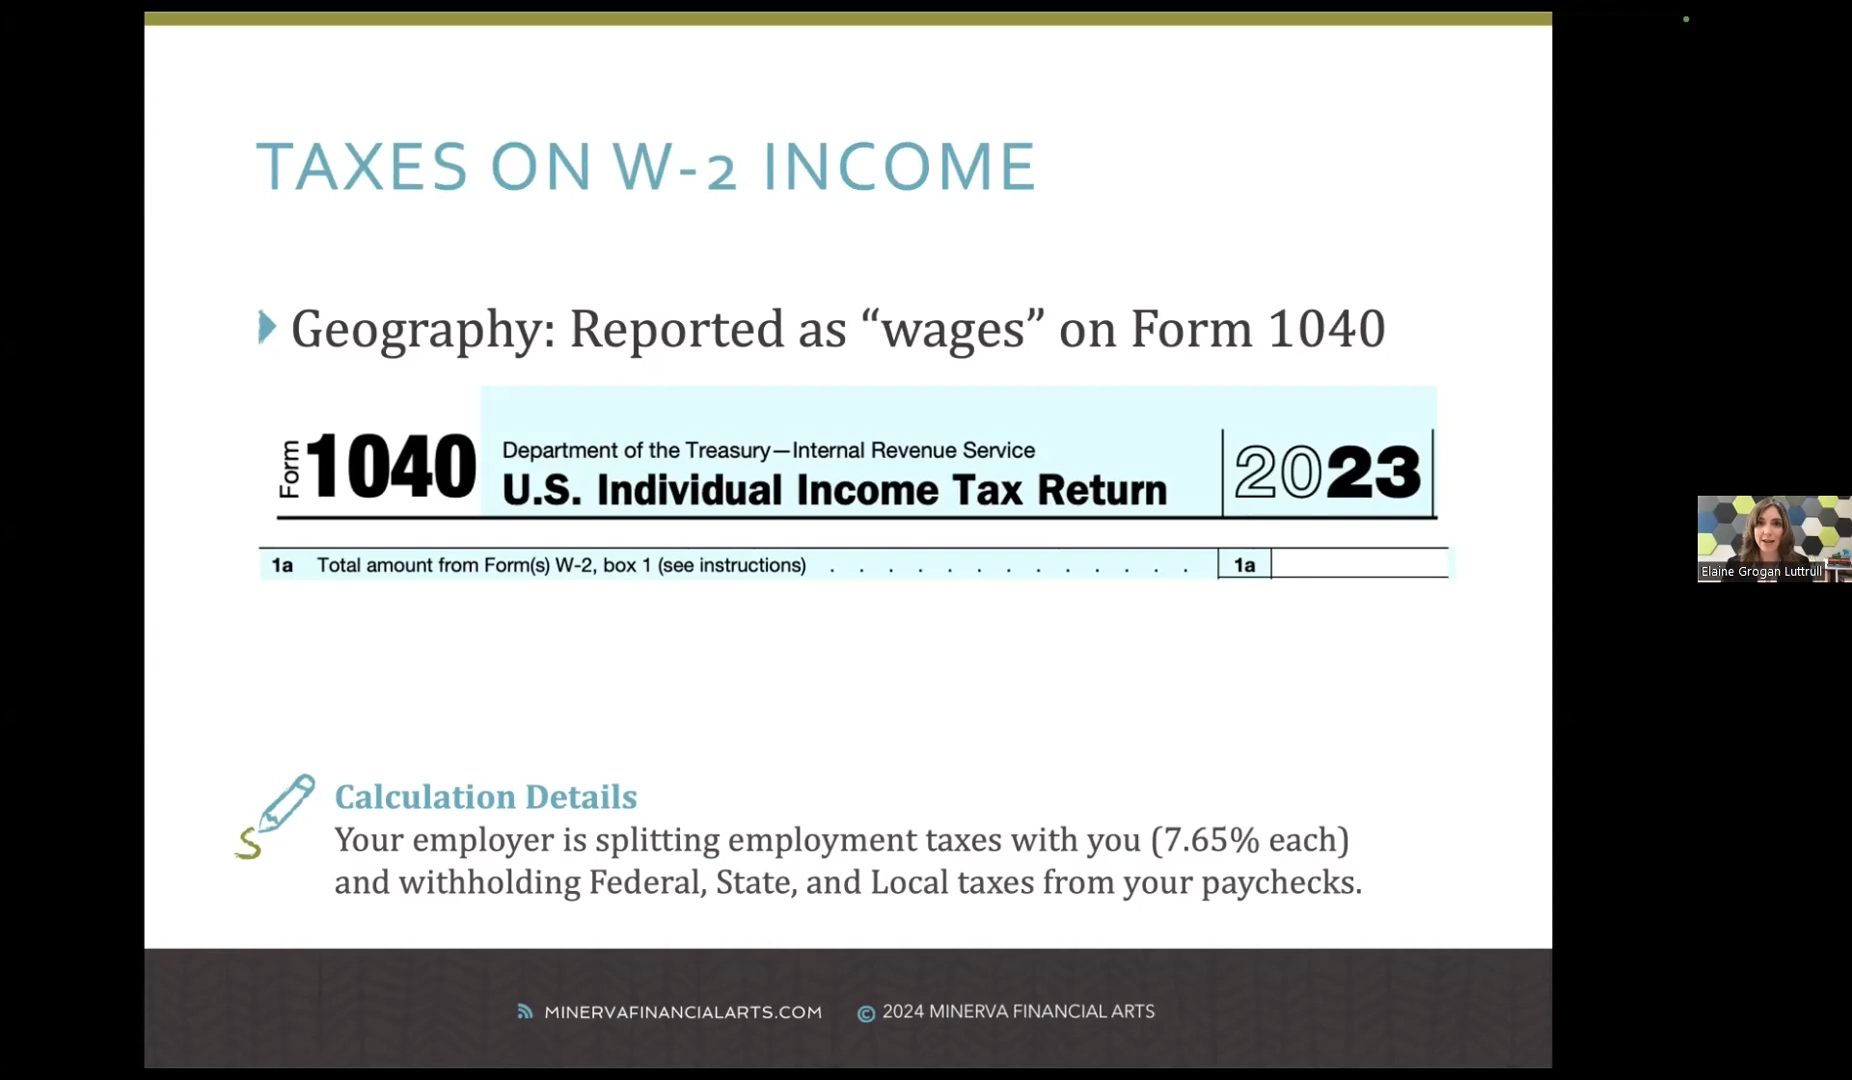 TAXES ON W-2 INCOME
Geography: Reported as “wages” on Form 1040
Form 1040
Department of the Treasury—Internal Revenue Service
U.S. Individual Income Tax Return
2023
1a Total amount from Form(s) W-2, box 1 (see instructions) . . . . . . . . . . . . . 1a
Elaine Grogan Luttrull
Calculation Details
Your employer is splitting employment taxes with you (7.65% each)
and withholding Federal, State, and Local taxes from your paychecks.
MINERVAFINANCIALARTS.COM © 2024 MINERVA FINANCIAL ARTS